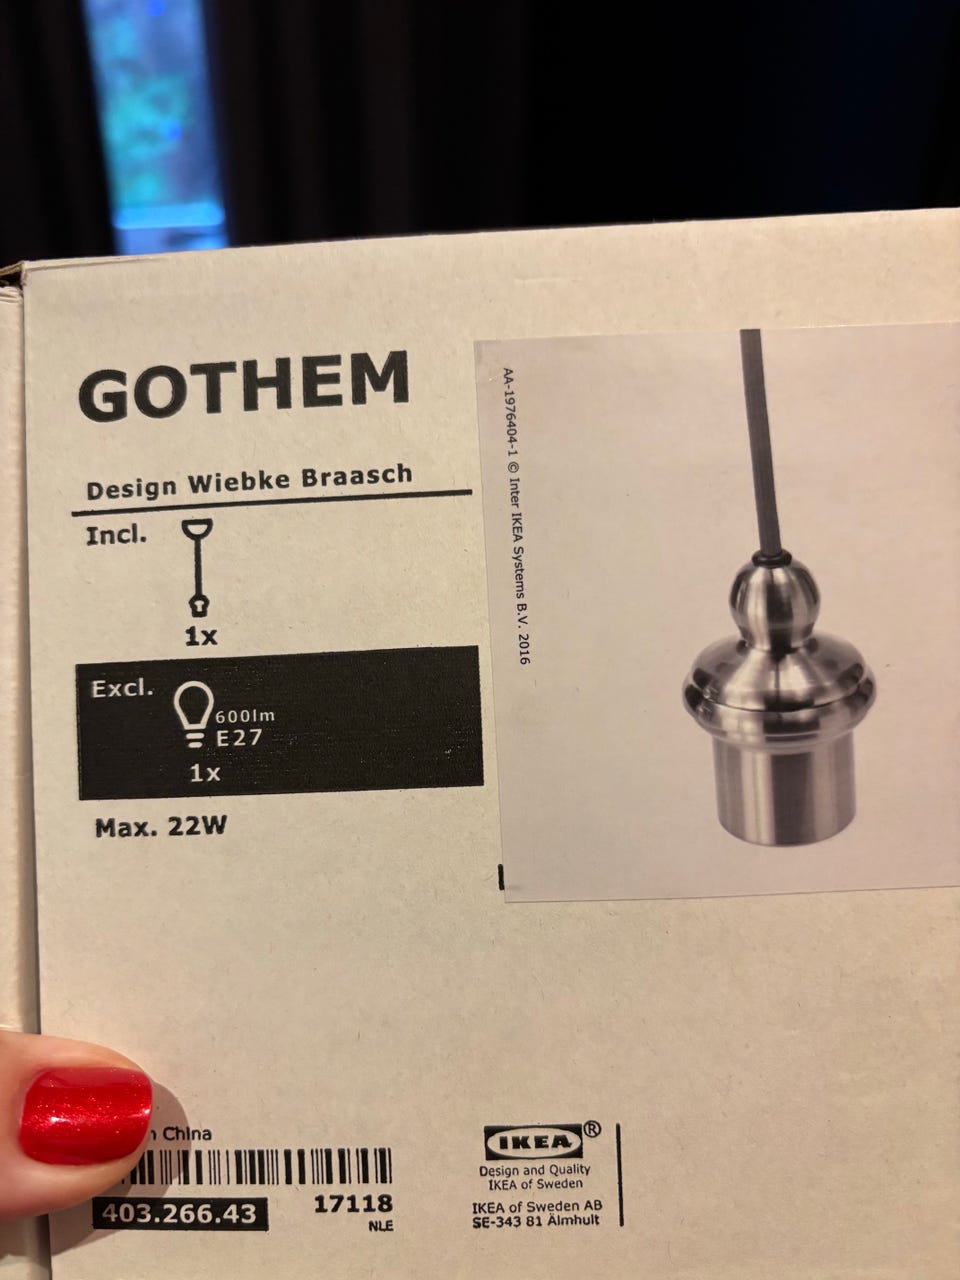 GOTHEM
Design Wiebke Braasch
Incl.
1x
Excl.
600lm
E27
1x
Max. 22W
AA-1976404-1 © Inter IKEA Systems B.V. 2016
China
403.266.43
17118
NLE
IKEA®
Design and Quality
IKEA of Sweden
IKEA of Sweden AB
SE-343 81 Älmhult